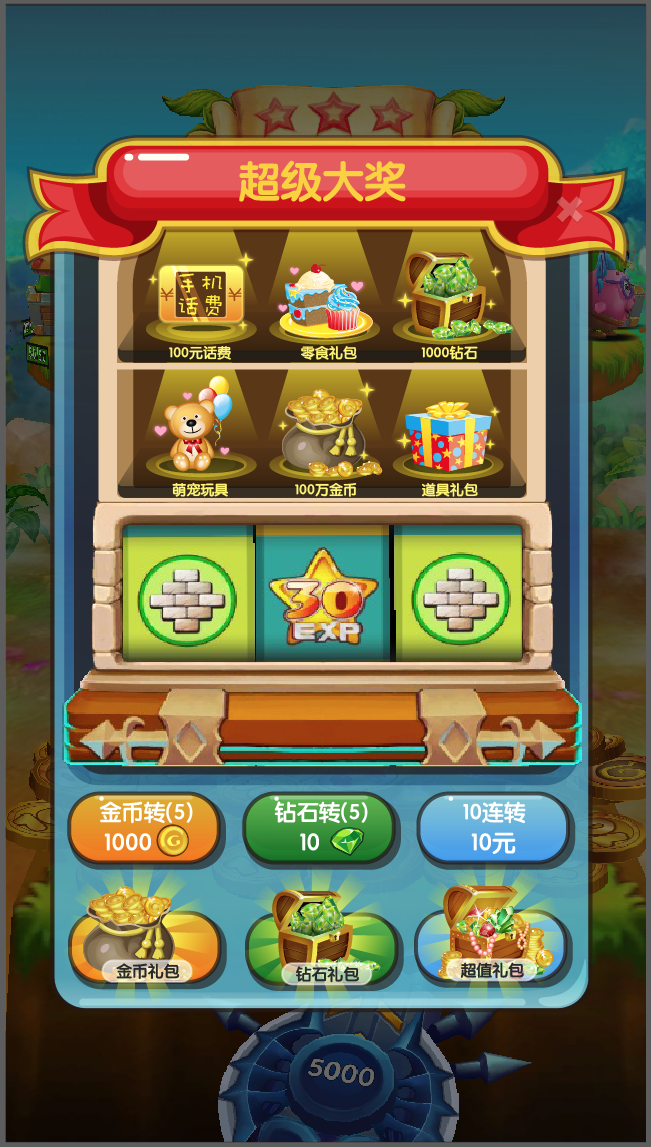 超级大奖
手机
¥ ¥
话费
100元话费 零食礼包 1000钻石
萌宠玩具 100万金币 道具礼包
30
EXP
金币转(5) 钻石转(5) 10连转
1000 G 10 10元
金币礼包 钻石礼包 超值礼包
5000